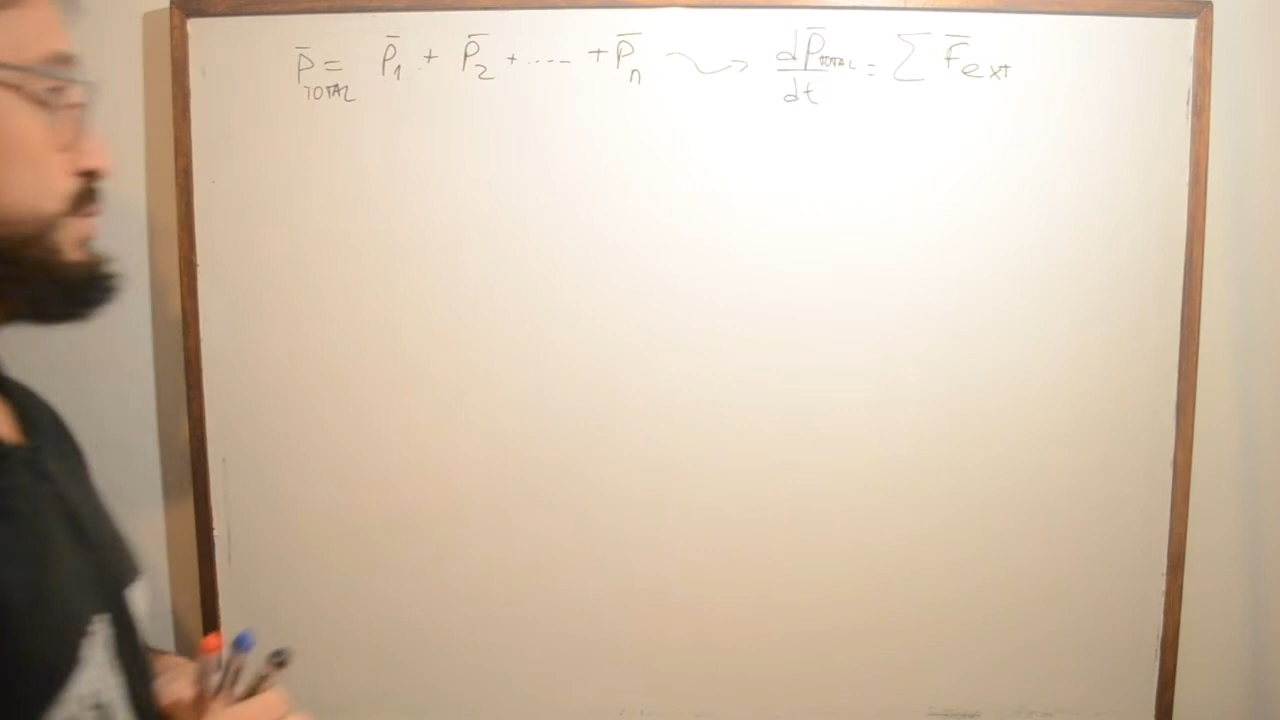 P̄ TOTAL = P̄1 + P̄2 + ..... + P̄n ⇝ dP̄TOTAL/dt = ∑ F̄ext